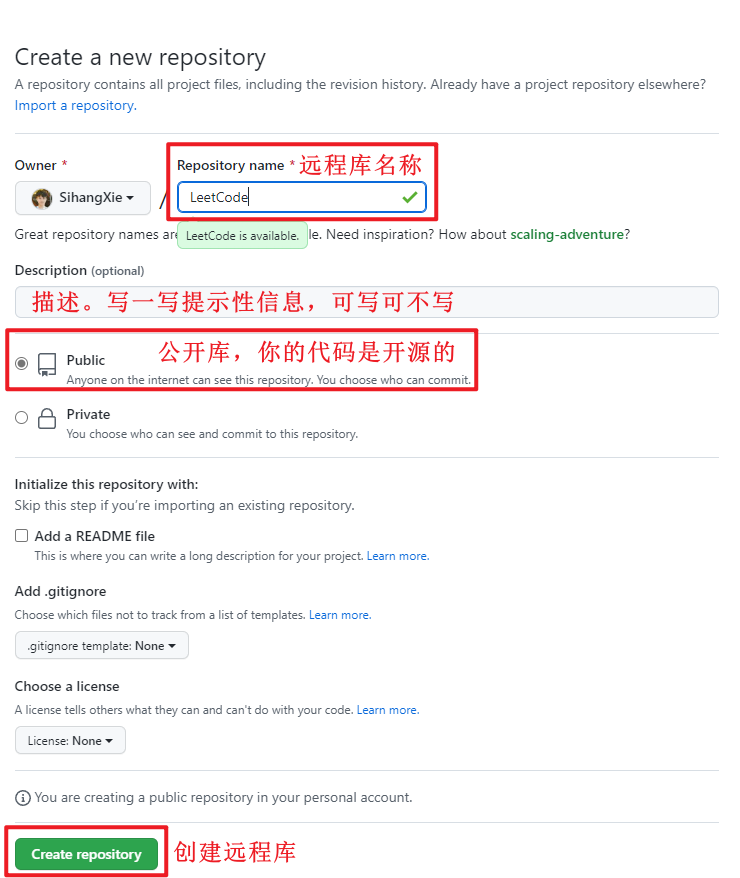 Create a new repository
A repository contains all project files, including the revision history. Already have a project repository elsewhere?
Import a repository.
Owner * Repository name * 远程库名称
SihangXie / LeetCode
Great repository names are LeetCode is available. le. Need inspiration? How about scaling-adventure?
Description (optional)
描述。写一写提示性信息，可写可不写
Public 公开库，你的代码是开源的
Anyone on the internet can see this repository. You choose who can commit.
Private
You choose who can see and commit to this repository.
Initialize this repository with:
Skip this step if you're importing an existing repository.
Add a README file
This is where you can write a long description for your project. Learn more.
Add .gitignore
Choose which files not to track from a list of templates. Learn more.
.gitignore template: None
Choose a license
A license tells others what they can and can't do with your code. Learn more.
License: None
You are creating a public repository in your personal account.
Create repository 创建远程库